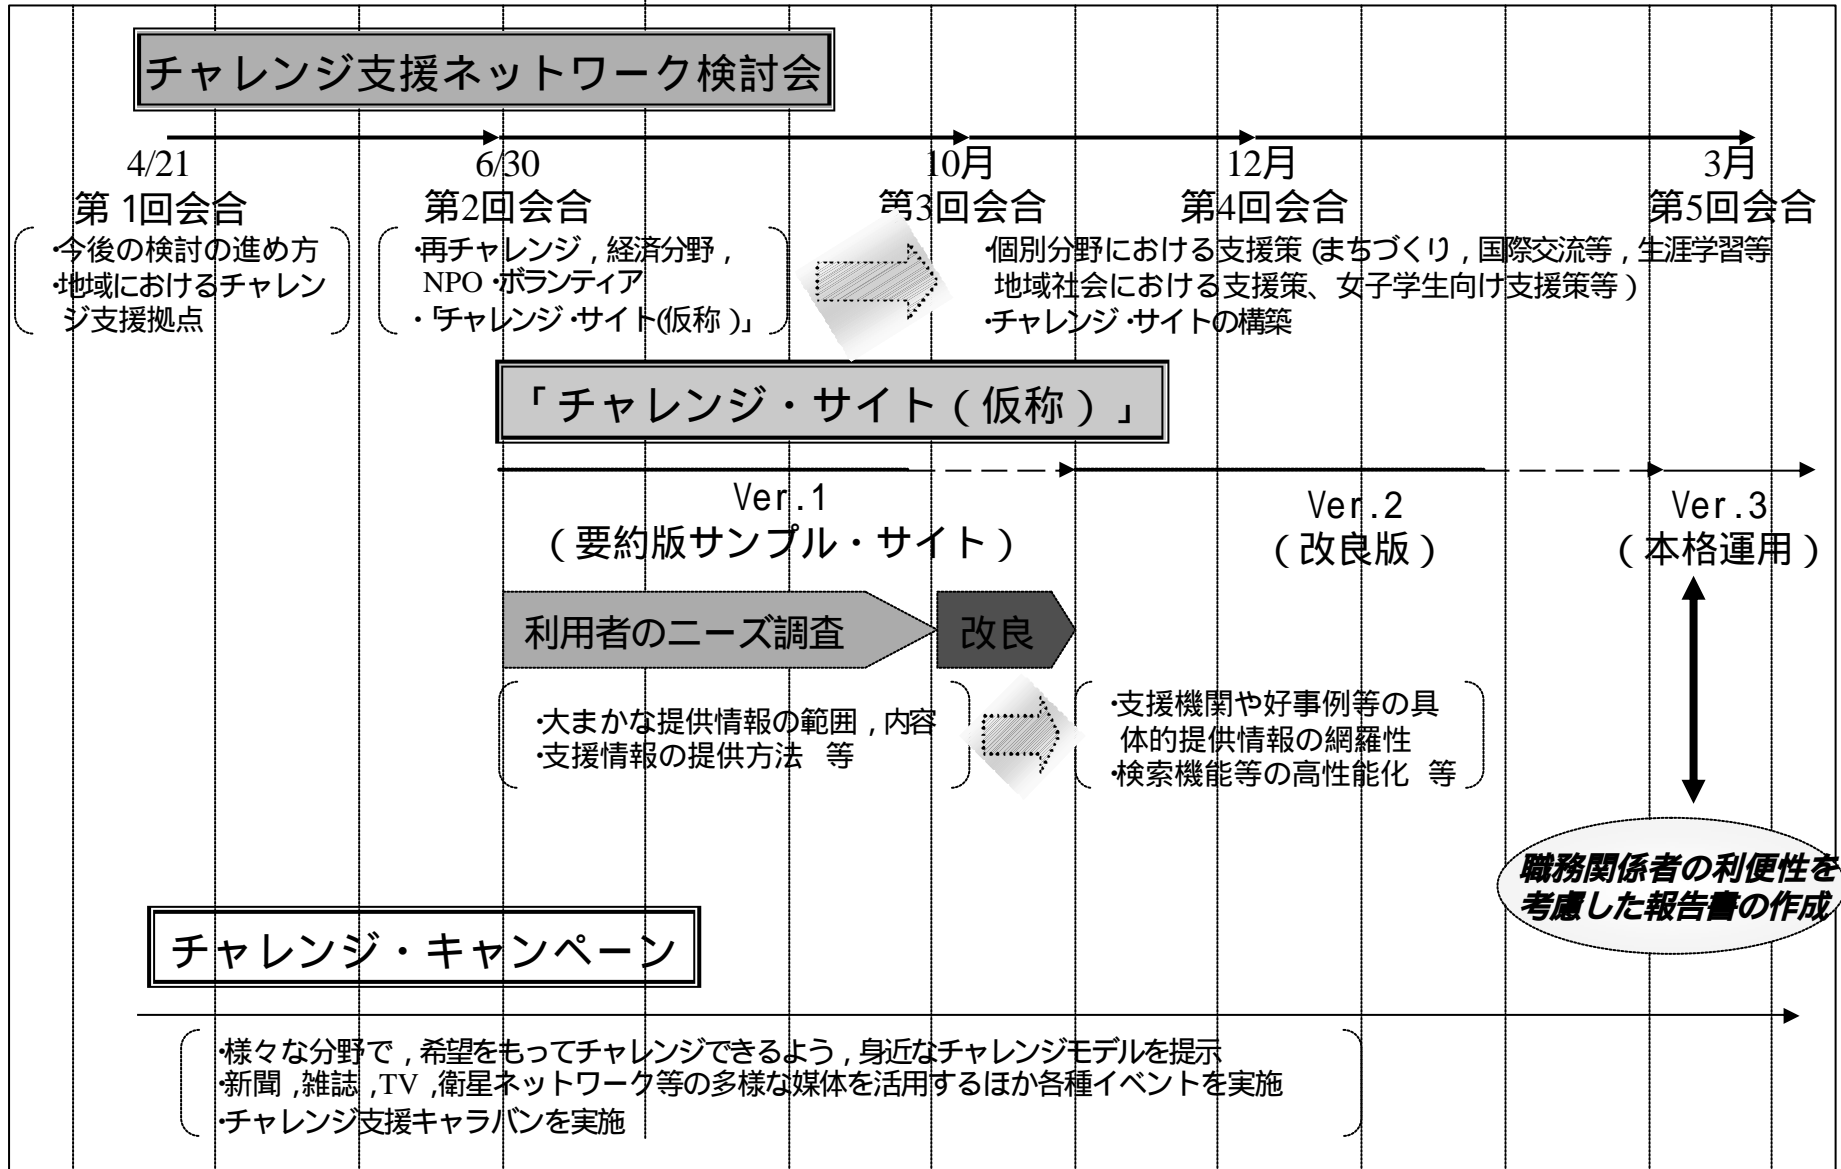 チャレンジ支援ネットワーク検討会
4/21
第1回会合
・今後の検討の進め方
・地域におけるチャレン
ジ支援拠点
6/30
第2回会合
・再チャレンジ，経済分野，
NPO・ボランティア
・「チャレンジ・サイト(仮称)」
10月
第3回会合
12月
第4回会合
3月
第5回会合
・個別分野における支援策(まちづくり，国際交流等，生涯学習等
地域社会における支援策、女子学生向け支援策等)
・チャレンジ・サイトの構築
「チャレンジ・サイト（仮称）」
Ver.1
（要約版サンプル・サイト）
Ver.2
（改良版）
Ver.3
（本格運用）
利用者のニーズ調査
改良
・大まかな提供情報の範囲，内容
・支援情報の提供方法 等
・支援機関や好事例等の具
体的提供情報の網羅性
・検索機能等の高性能化 等
職務関係者の利便性を
考慮した報告書の作成
チャレンジ・キャンペーン
・様々な分野で，希望をもってチャレンジできるよう，身近なチャレンジモデルを提示
・新聞，雑誌，TV，衛星ネットワーク等の多様な媒体を活用するほか各種イベントを実施
・チャレンジ支援キャラバンを実施